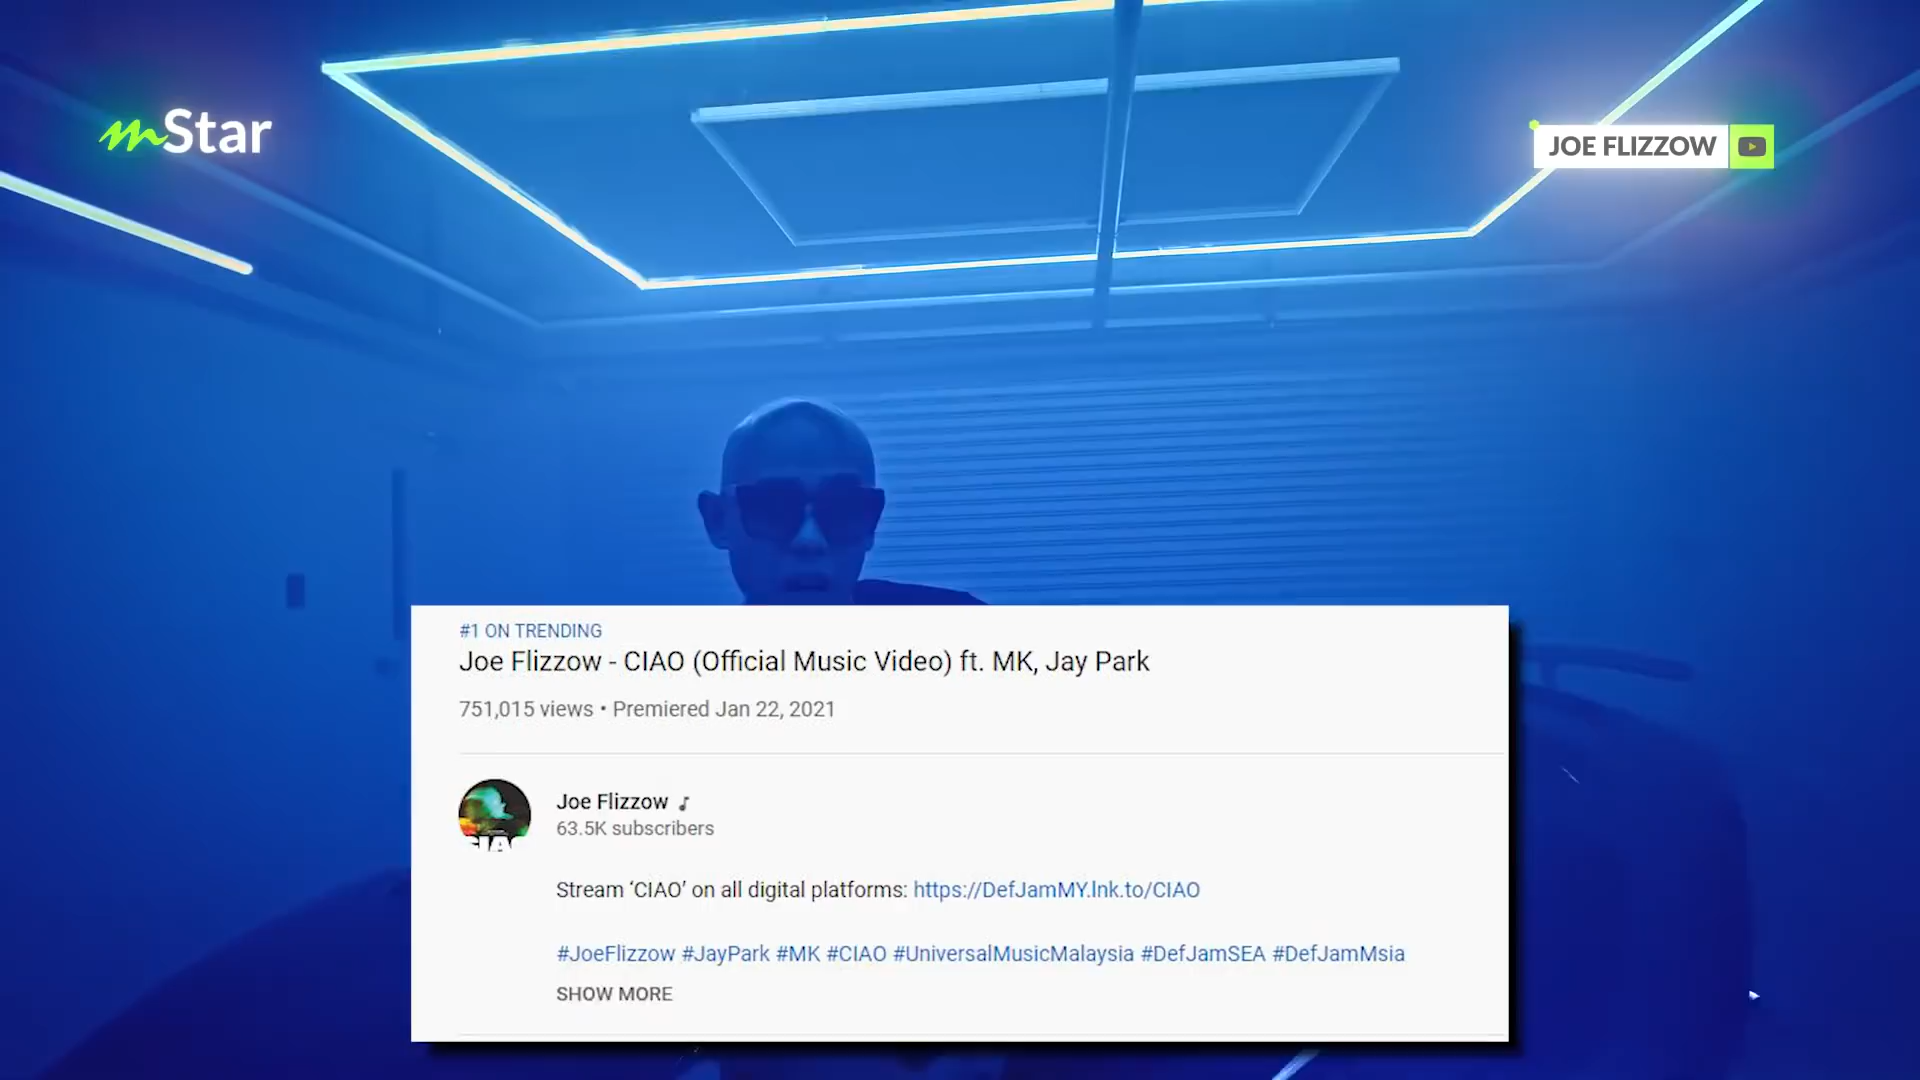 mStar
JOE FLIZZOW
#1 ON TRENDING
Joe Flizzow - CIAO (Official Music Video) ft. MK, Jay Park
751,015 views • Premiered Jan 22, 2021
Joe Flizzow
63.5K subscribers
Stream ‘CIAO’ on all digital platforms: https://DefJamMY.lnk.to/CIAO
#JoeFlizzow #JayPark #MK #CIAO #UniversalMusicMalaysia #DefJamSEA #DefJamMsia
SHOW MORE